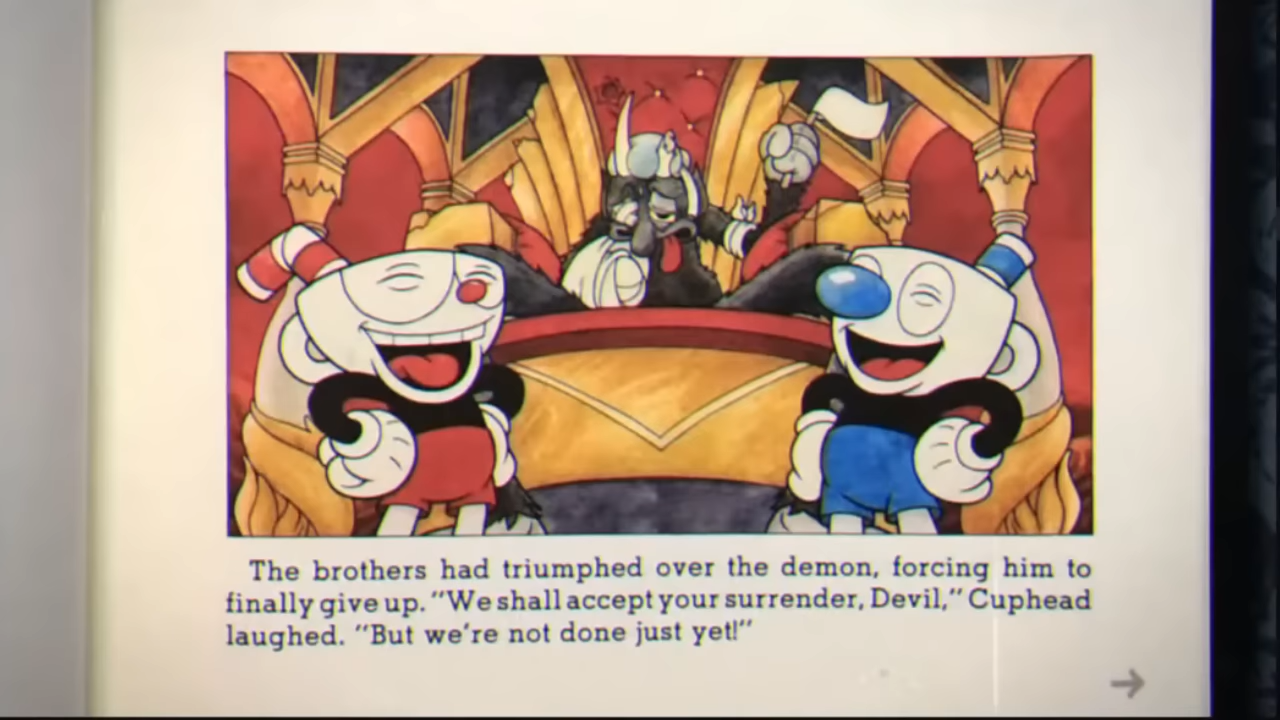 The brothers had triumphed over the demon, forcing him to
finally give up. "We shall accept your surrender, Devil," Cuphead
laughed. "But we're not done just yet!"